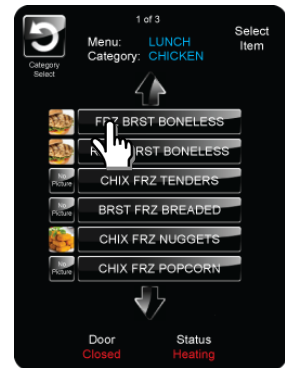 1 of 3
Select
Item
Menu: LUNCH
Category: CHICKEN
Category
Select
FRZ BRST BONELESS
BRST BONELESS
No
Picture
CHIX FRZ TENDERS
No
Picture
BRST FRZ BREADED
CHIX FRZ NUGGETS
No
Picture
CHIX FRZ POPCORN
Door
Closed
Status
Heating